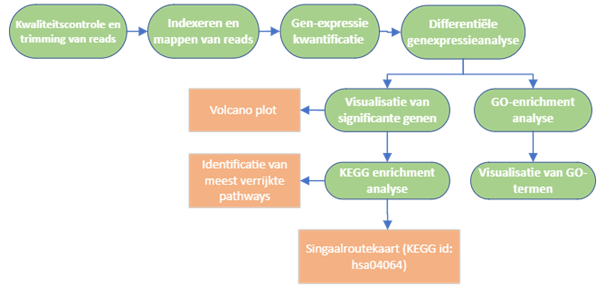 Kwaliteitscontrole en
trimming van reads
Indexeren en
mappen van reads
Gen-expressie
kwantificatie
Differentiële
genexpressieanalyse
Volcano plot
Visualisatie van
significante genen
GO-enrichment
analyse
Identificatie van
meest verrijkte
pathways
KEGG enrichment
analyse
Visualisatie van GO-
termen
Singaalroutekaart (KEGG id:
hsa04064)